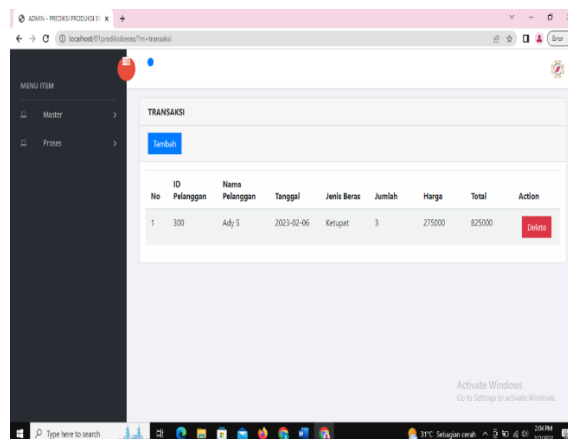 ADMIN - PREDIKSI PRODUKSI
localhost/01prediksiberas/?m=transaksi
Error
MENU ITEM
Master
Proses
TRANSAKSI
Tambah
No ID Pelanggan Nama Pelanggan Tanggal Jenis Beras Jumlah Harga Total Action
1 300 Ady S 2023-02-06 Ketupat 3 275000 825000 Delete
Activate Windows
Go to Settings to activate Windows.
Type here to search
31°C Sebagian cerah
2:04 PM